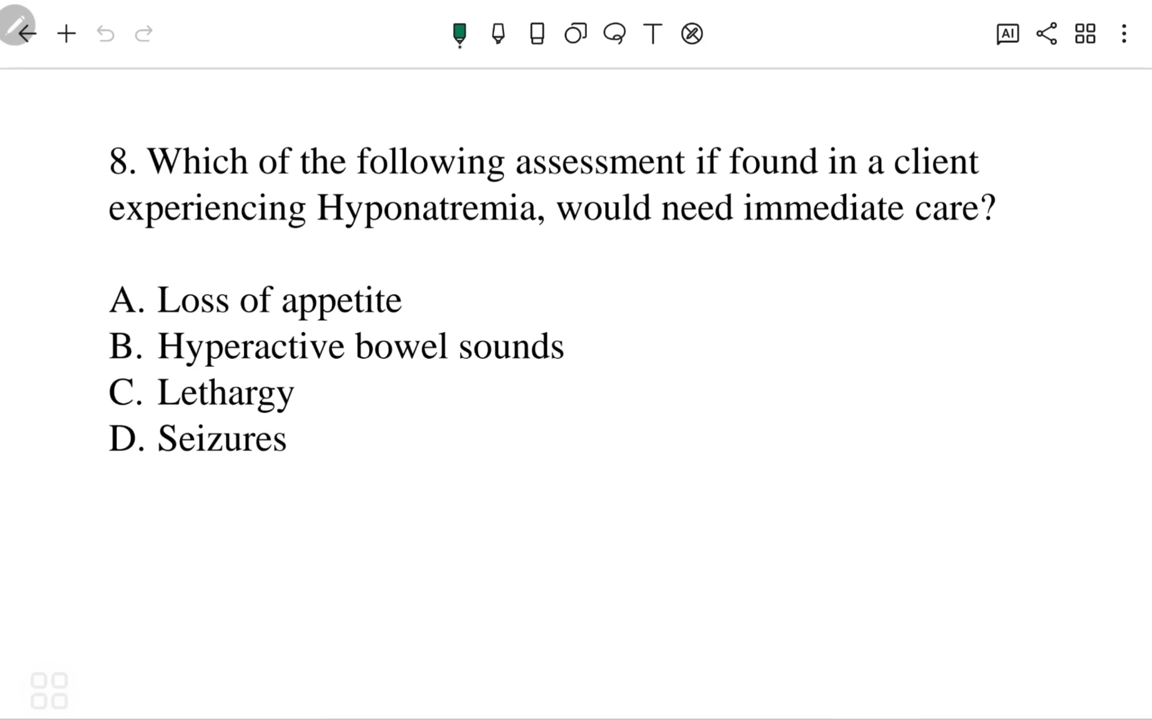 AI
8. Which of the following assessment if found in a client
experiencing Hyponatremia, would need immediate care?
A. Loss of appetite
B. Hyperactive bowel sounds
C. Lethargy
D. Seizures